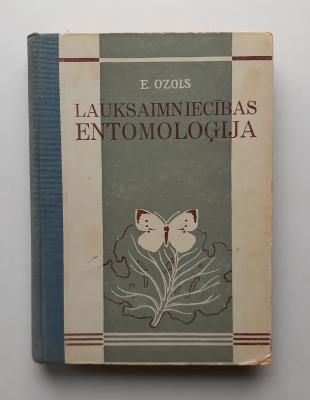 E. OZOLS
LAUKSAIMNIECĪBAS
ENTOMOLOĢIJA